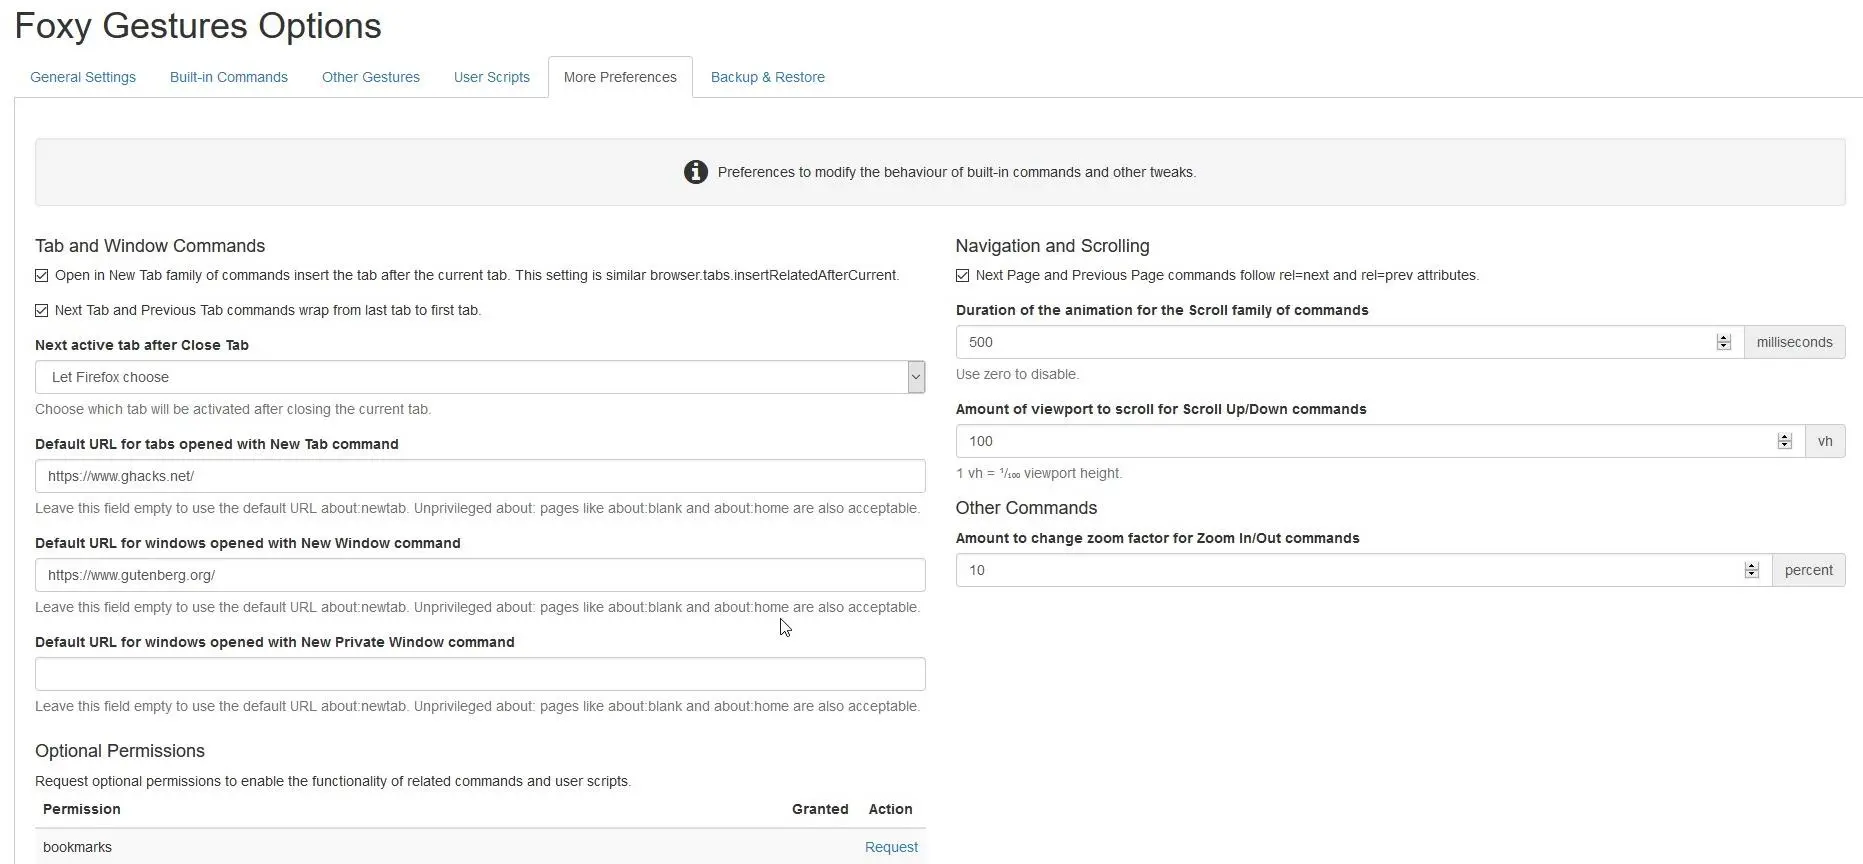 Foxy Gestures Options
General Settings
Built-in Commands
Other Gestures
User Scripts
More Preferences
Backup & Restore
Preferences to modify the behaviour of built-in commands and other tweaks.
Tab and Window Commands
Open in New Tab family of commands insert the tab after the current tab. This setting is similar browser.tabs.insertRelatedAfterCurrent.
Next Tab and Previous Tab commands wrap from last tab to first tab.
Next active tab after Close Tab
Let Firefox choose
Choose which tab will be activated after closing the current tab.
Default URL for tabs opened with New Tab command
https://www.ghacks.net/
Leave this field empty to use the default URL about:newtab. Unprivileged about: pages like about:blank and about:home are also acceptable.
Default URL for windows opened with New Window command
https://www.gutenberg.org/
Leave this field empty to use the default URL about:newtab. Unprivileged about: pages like about:blank and about:home are also acceptable.
Default URL for windows opened with New Private Window command
Leave this field empty to use the default URL about:newtab. Unprivileged about: pages like about:blank and about:home are also acceptable.
Optional Permissions
Request optional permissions to enable the functionality of related commands and user scripts.
Permission Granted Action
bookmarks Request
Navigation and Scrolling
Next Page and Previous Page commands follow rel=next and rel=prev attributes.
Duration of the animation for the Scroll family of commands
500 milliseconds
Use zero to disable.
Amount of viewport to scroll for Scroll Up/Down commands
100 vh
1 vh = ¹/₁₀₀ viewport height.
Other Commands
Amount to change zoom factor for Zoom In/Out commands
10 percent